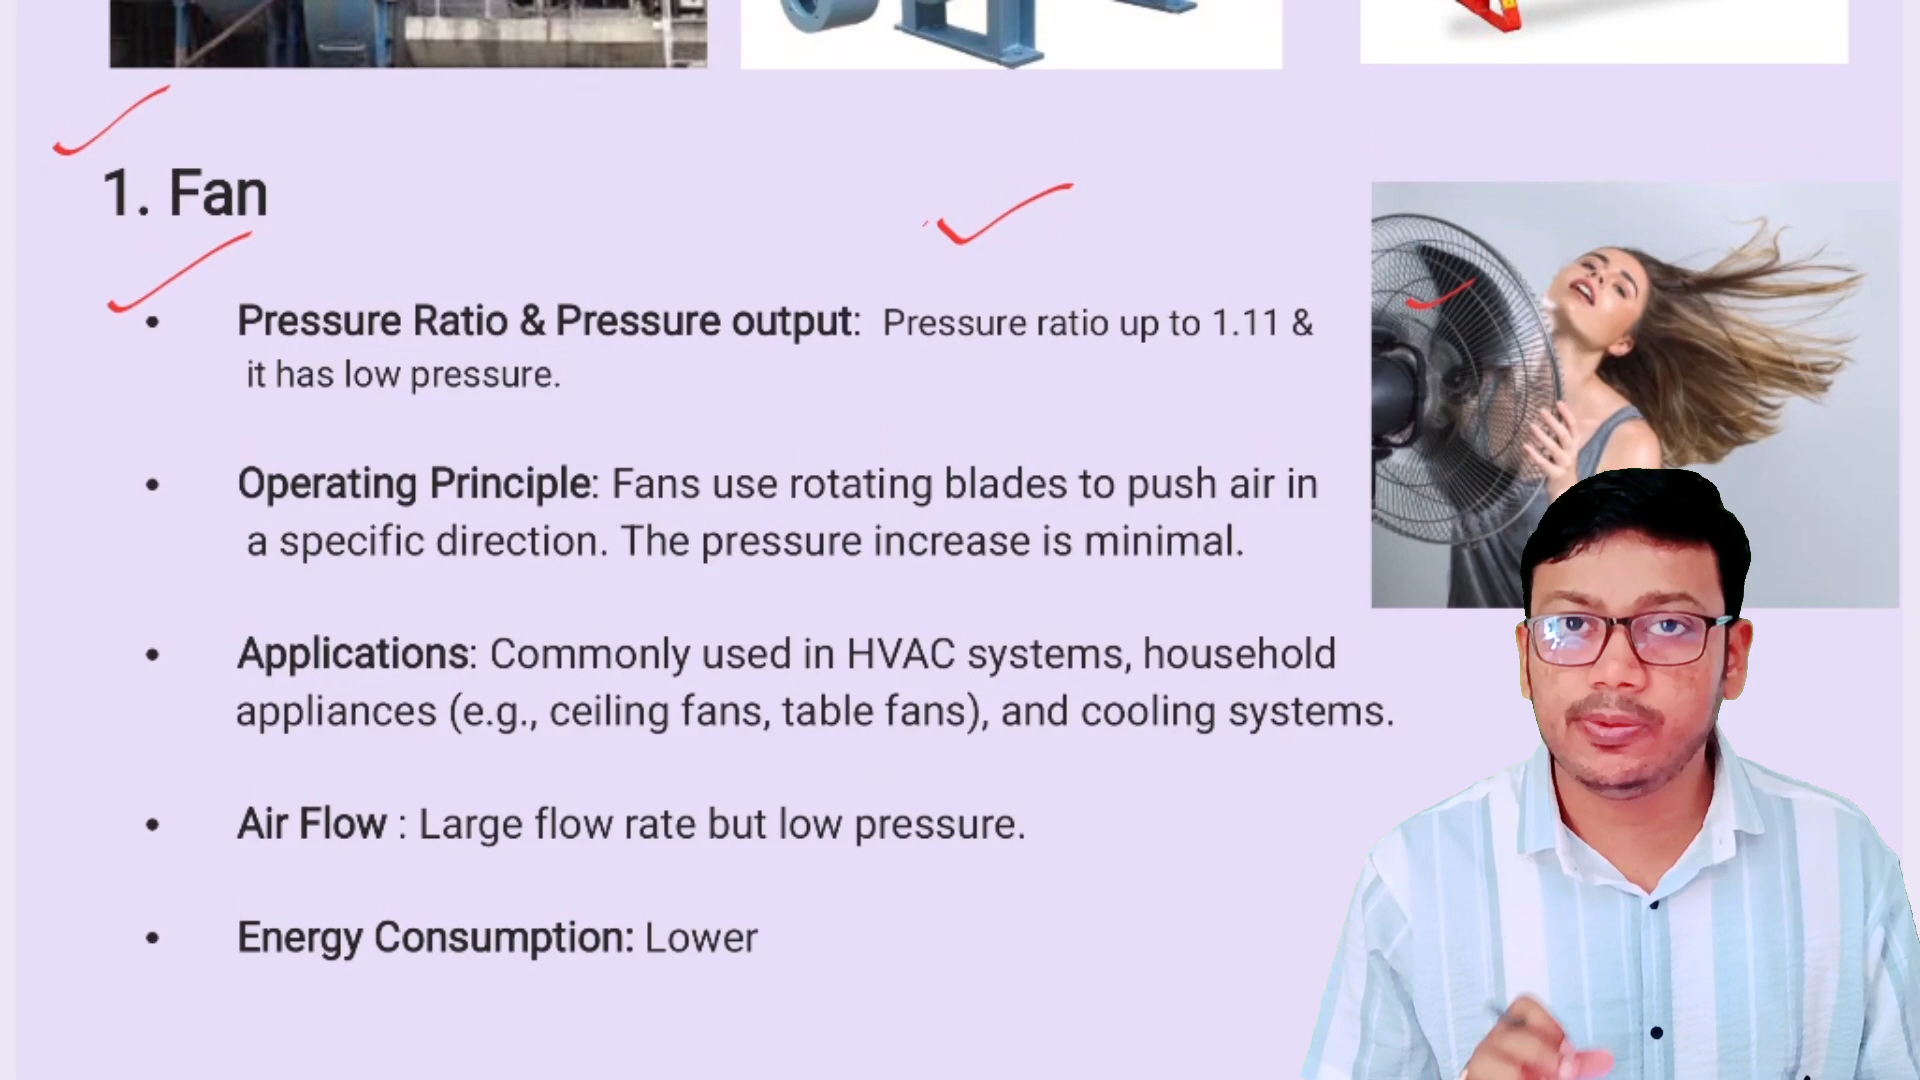 1. Fan
• Pressure Ratio & Pressure output: Pressure ratio up to 1.11 &
it has low pressure.
• Operating Principle: Fans use rotating blades to push air in
a specific direction. The pressure increase is minimal.
• Applications: Commonly used in HVAC systems, household
appliances (e.g., ceiling fans, table fans), and cooling systems.
• Air Flow : Large flow rate but low pressure.
• Energy Consumption: Lower